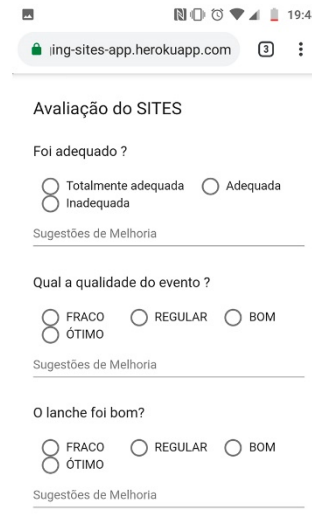 19:4
ing-sites-app.herokuapp.com 3
Avaliação do SITES
Foi adequado ?
Totalmente adequada Adequada
Inadequada
Sugestões de Melhoria
Qual a qualidade do evento ?
FRACO REGULAR BOM
ÓTIMO
Sugestões de Melhoria
O lanche foi bom?
FRACO REGULAR BOM
ÓTIMO
Sugestões de Melhoria